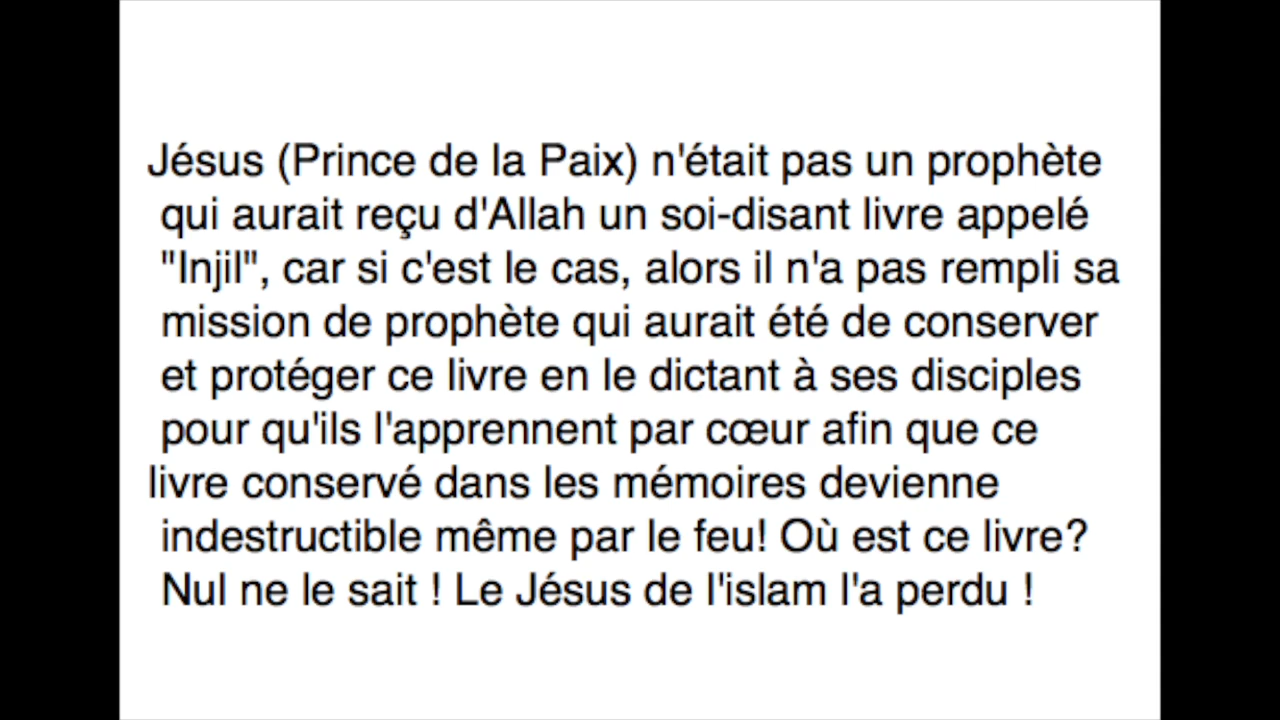 Jésus (Prince de la Paix) n'était pas un prophète
qui aurait reçu d'Allah un soi-disant livre appelé
"Injil", car si c'est le cas, alors il n'a pas rempli sa
mission de prophète qui aurait été de conserver
et protéger ce livre en le dictant à ses disciples
pour qu'ils l'apprennent par cœur afin que ce
livre conservé dans les mémoires devienne
indestructible même par le feu! Où est ce livre?
Nul ne le sait ! Le Jésus de l'islam l'a perdu !